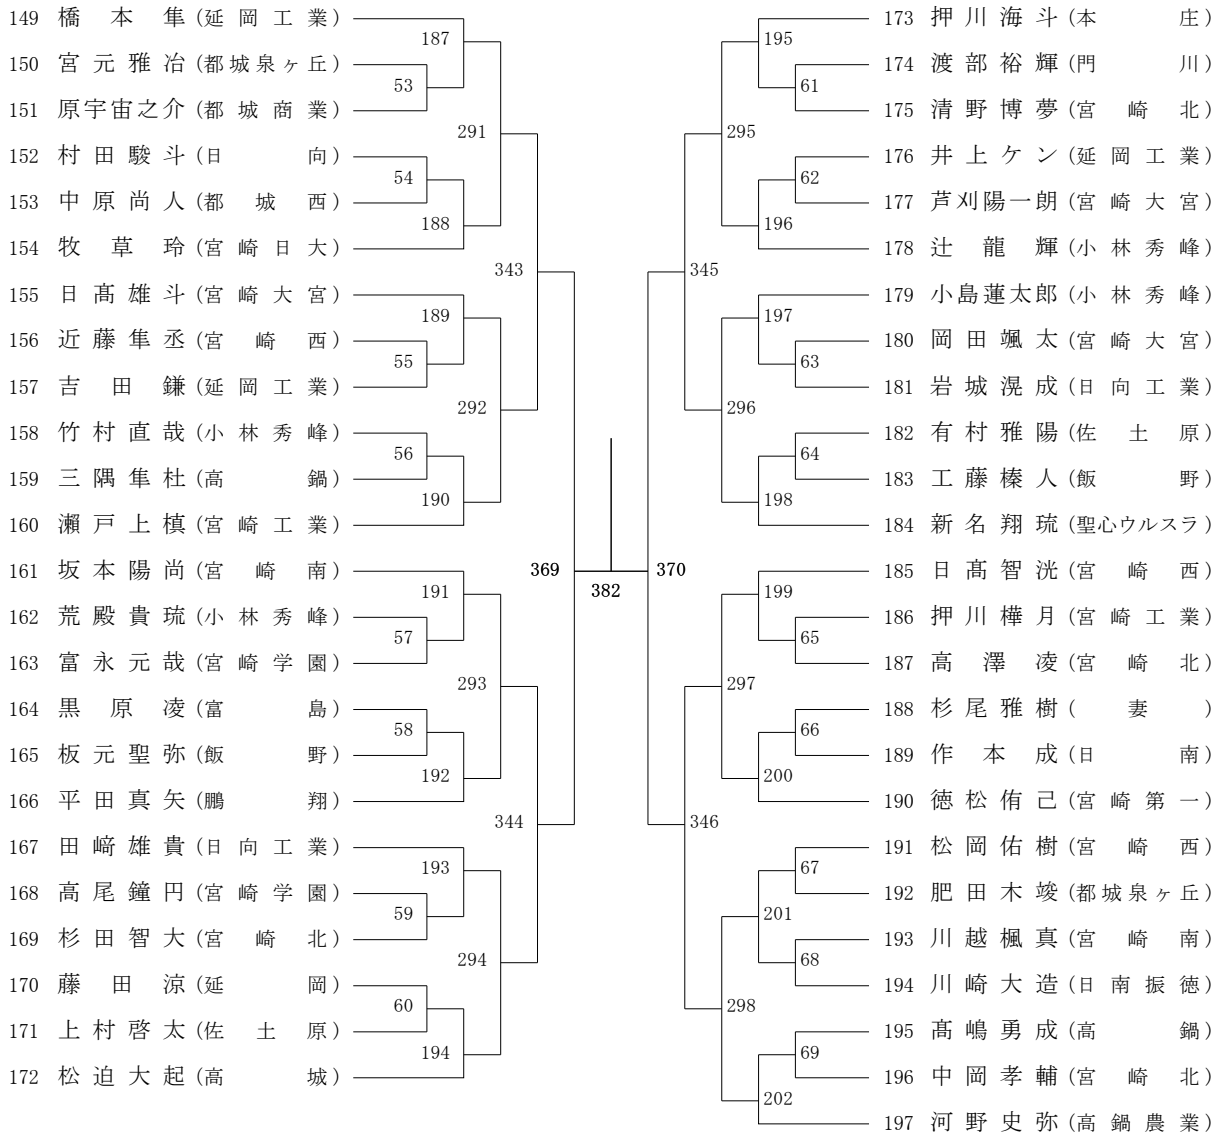 149 橋本隼 (延岡工業)
150 宮元雅冶 (都城泉ヶ丘)
151 原宇宙之介 (都城商業)
152 村田駿斗 (日向)
153 中原尚人 (都城西)
154 牧草玲 (宮崎日大)
155 日髙雄斗 (宮崎大宮)
156 近藤隼丞 (宮崎西)
157 吉田鎌 (延岡工業)
158 竹村直哉 (小林秀峰)
159 三隅隼杜 (高鍋)
160 瀬戸上槙 (宮崎工業)
161 坂本陽尚 (宮崎南)
162 荒殿貴琉 (小林秀峰)
163 富永元哉 (宮崎学園)
164 黒原凌 (富島)
165 板元聖弥 (飯野)
166 平田真矢 (鵬翔)
167 田﨑雄貴 (日向工業)
168 高尾鐘円 (宮崎学園)
169 杉田智大 (宮崎北)
170 藤田涼 (延岡)
171 上村啓太 (佐土原)
172 松迫大起 (高城)
187
53
291
54
188
343
189
55
292
56
190
369
191
57
293
58
192
344
193
59
294
60
194
382
370
195
61
295
62
196
345
197
63
296
64
198
199
65
297
66
200
346
67
201
68
298
69
202
173 押川海斗 (本庄)
174 渡部裕輝 (門川)
175 清野博夢 (宮崎北)
176 井上ケン (延岡工業)
177 芦刈陽一朗 (宮崎大宮)
178 辻龍輝 (小林秀峰)
179 小島蓮太郎 (小林秀峰)
180 岡田颯太 (宮崎大宮)
181 岩城滉成 (日向工業)
182 有村雅陽 (佐土原)
183 工藤榛人 (飯野)
184 新名翔琉 (聖心ウルスラ)
185 日髙智洸 (宮崎西)
186 押川樺月 (宮崎工業)
187 高澤凌 (宮崎北)
188 杉尾雅樹 (妻)
189 作本成 (日南)
190 徳松侑己 (宮崎第一)
191 松岡佑樹 (宮崎西)
192 肥田木竣 (都城泉ヶ丘)
193 川越楓真 (宮崎南)
194 川崎大造 (日南振徳)
195 髙嶋勇成 (高鍋)
196 中岡孝輔 (宮崎北)
197 河野史弥 (高鍋農業)